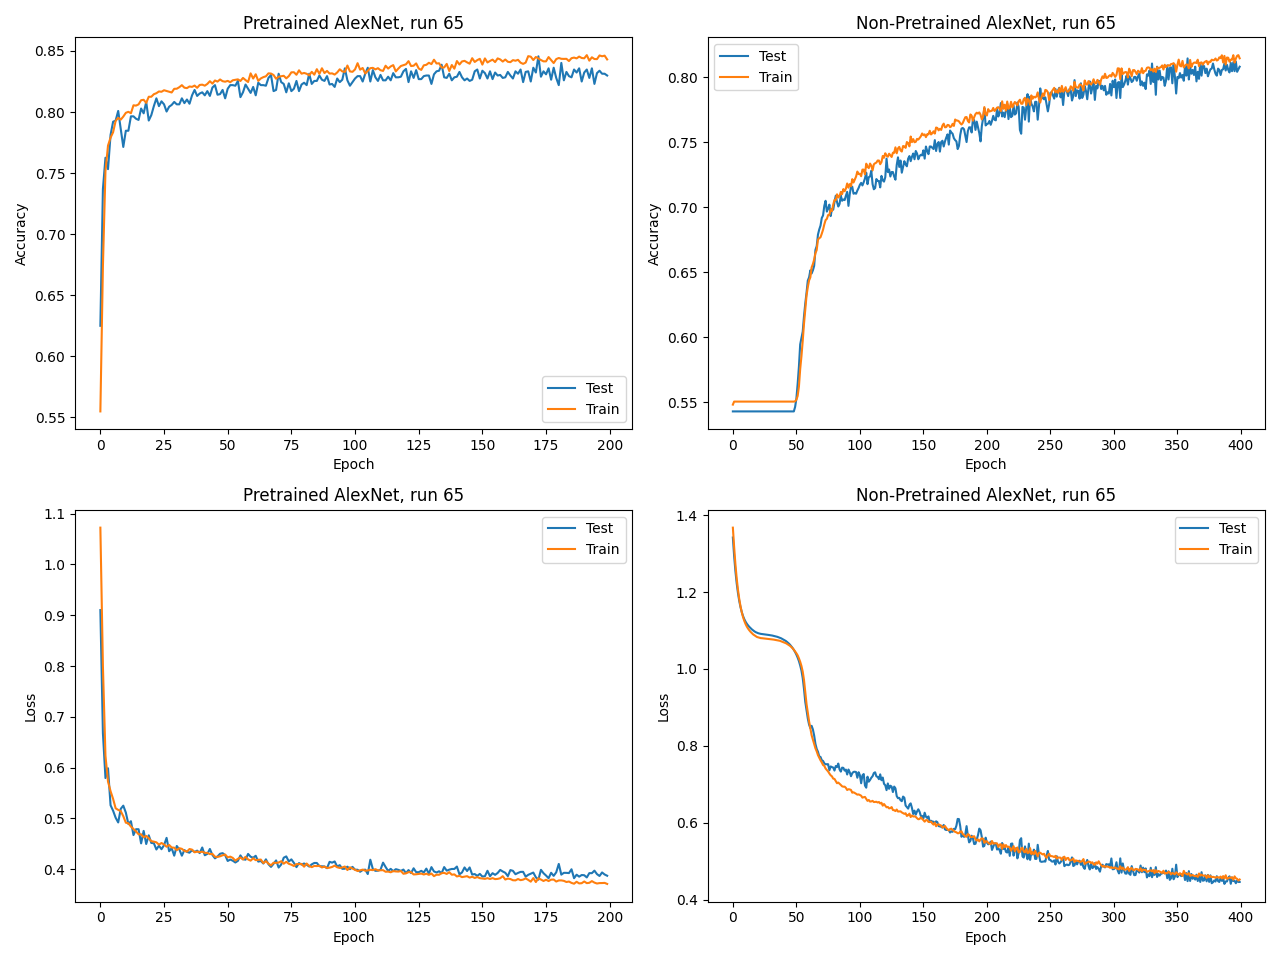 Pretrained AlexNet, run 65
0.85
0.80
0.75
0.70
0.65
0.60
0.55
Accuracy
Test
Train
0 25 50 75 100 125 150 175 200
Epoch
Non-Pretrained AlexNet, run 65
Test
Train
0.80
0.75
0.70
0.65
0.60
0.55
Accuracy
0 50 100 150 200 250 300 350 400
Epoch
Pretrained AlexNet, run 65
1.1
1.0
0.9
0.8
0.7
0.6
0.5
0.4
Loss
Test
Train
0 25 50 75 100 125 150 175 200
Epoch
Non-Pretrained AlexNet, run 65
1.4
1.2
1.0
0.8
0.6
0.4
Loss
Test
Train
0 50 100 150 200 250 300 350 400
Epoch